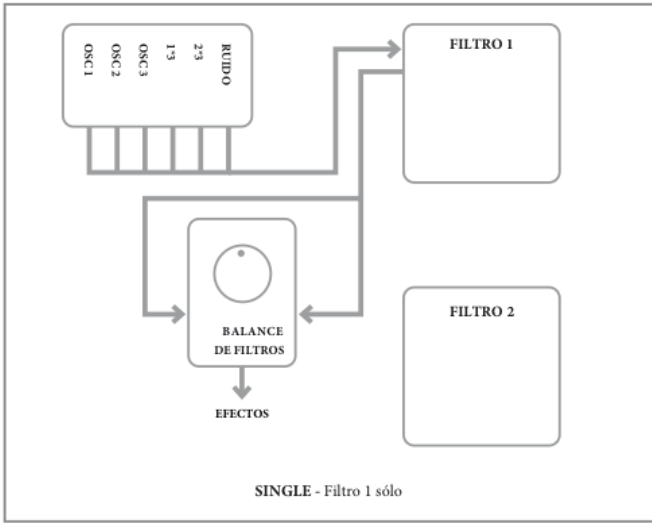 OSC 1
OSC 2
OSC 3
1*3
2*3
RUIDO
FILTRO 1
BALANCE
DE FILTROS
EFECTOS
FILTRO 2
SINGLE - Filtro 1 sólo